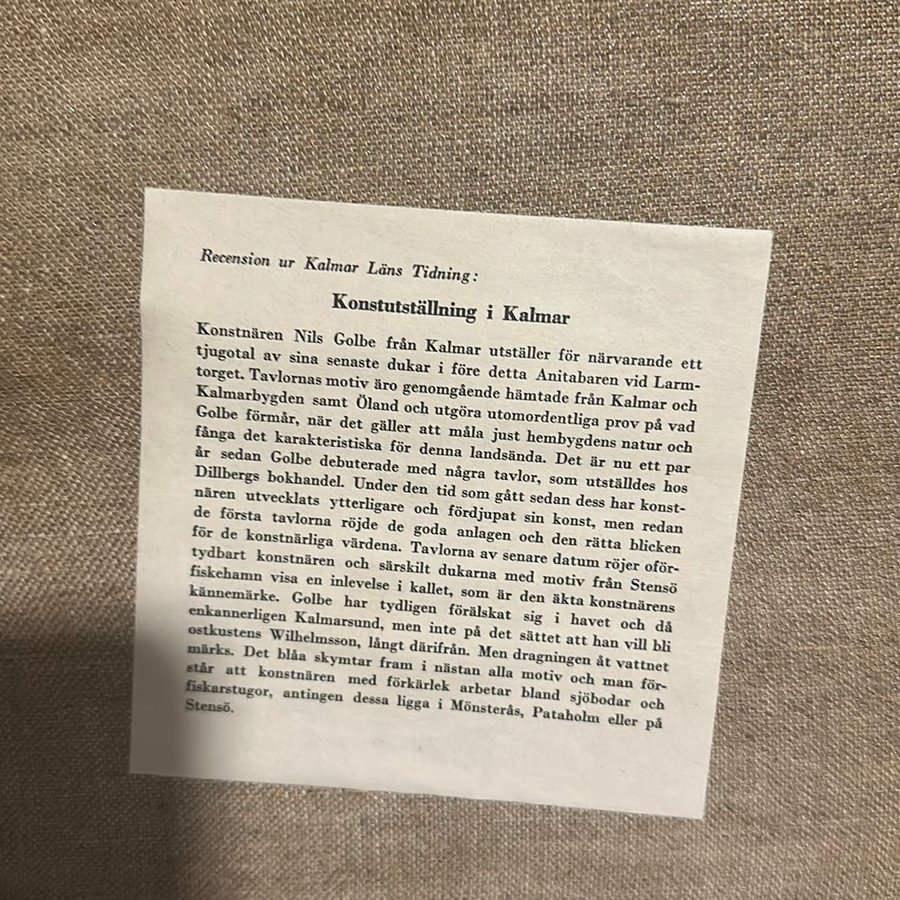 Recension ur Kalmar Läns Tidning:
Konstutställning i Kalmar
Konstnären Nils Golbe från Kalmar utställer för närvarande ett
tjugotal av sina senaste dukar i före detta Anitabaren vid Larm-
torget. Tavlornas motiv äro genomgående hämtade från Kalmar och
Kalmarbygden samt Öland och utgöra utomordentliga prov på vad
Golbe förmår, när det gäller att måla just hembygdens natur och
fånga det karakteristiska för denna landsända. Det är nu ett par
år sedan Golbe debuterade med några tavlor, som utställdes hos
Dillbergs bokhandel. Under den tid som gått sedan dess har konst-
nären utvecklats ytterligare och fördjupat sin konst, men redan
de första tavlorna röjde de goda anlagen och den rätta blicken
för de konstnärliga värdena. Tavlorna av senare datum röjer oför-
tydbart konstnären och särskilt dukarna med motiv från Stensö
fiskehamn visa en inlevelse i kallet, som är den äkta konstnärens
kännemärke. Golbe har tydligen förälskat sig i havet och då
enkannerligen Kalmarsund, men inte på det sättet att han vill bli
ostkustens Wilhelmsson, långt därifrån. Men dragningen åt vattnet
märks. Det blåa skymtar fram i nästan alla motiv och man för-
står att konstnären med förkärlek arbetar bland sjöbodar och
fiskarstugor, antingen dessa ligga i Mönsterås, Pataholm eller på
Stensö.